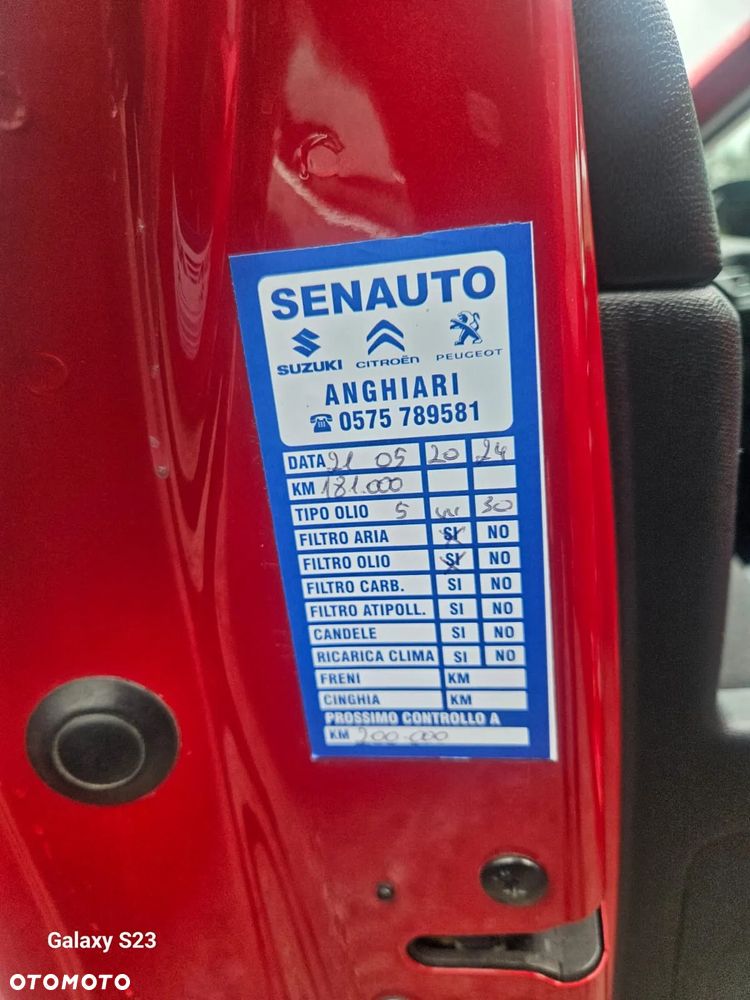 SENAUTO
SUZUKI CITROËN PEUGEOT
ANGHIARI
☎ 0575 789581
DATA 21 05 20 24
KM 181.000
TIPO OLIO 5 W 30
FILTRO ARIA SI NO
FILTRO OLIO SI NO
FILTRO CARB. SI NO
FILTRO ATIPOLL. SI NO
CANDELE SI NO
RICARICA CLIMA SI NO
FRENI KM
CINGHIA KM
PROSSIMO CONTROLLO A
KM 200.000
Galaxy S23
OTOMOTO